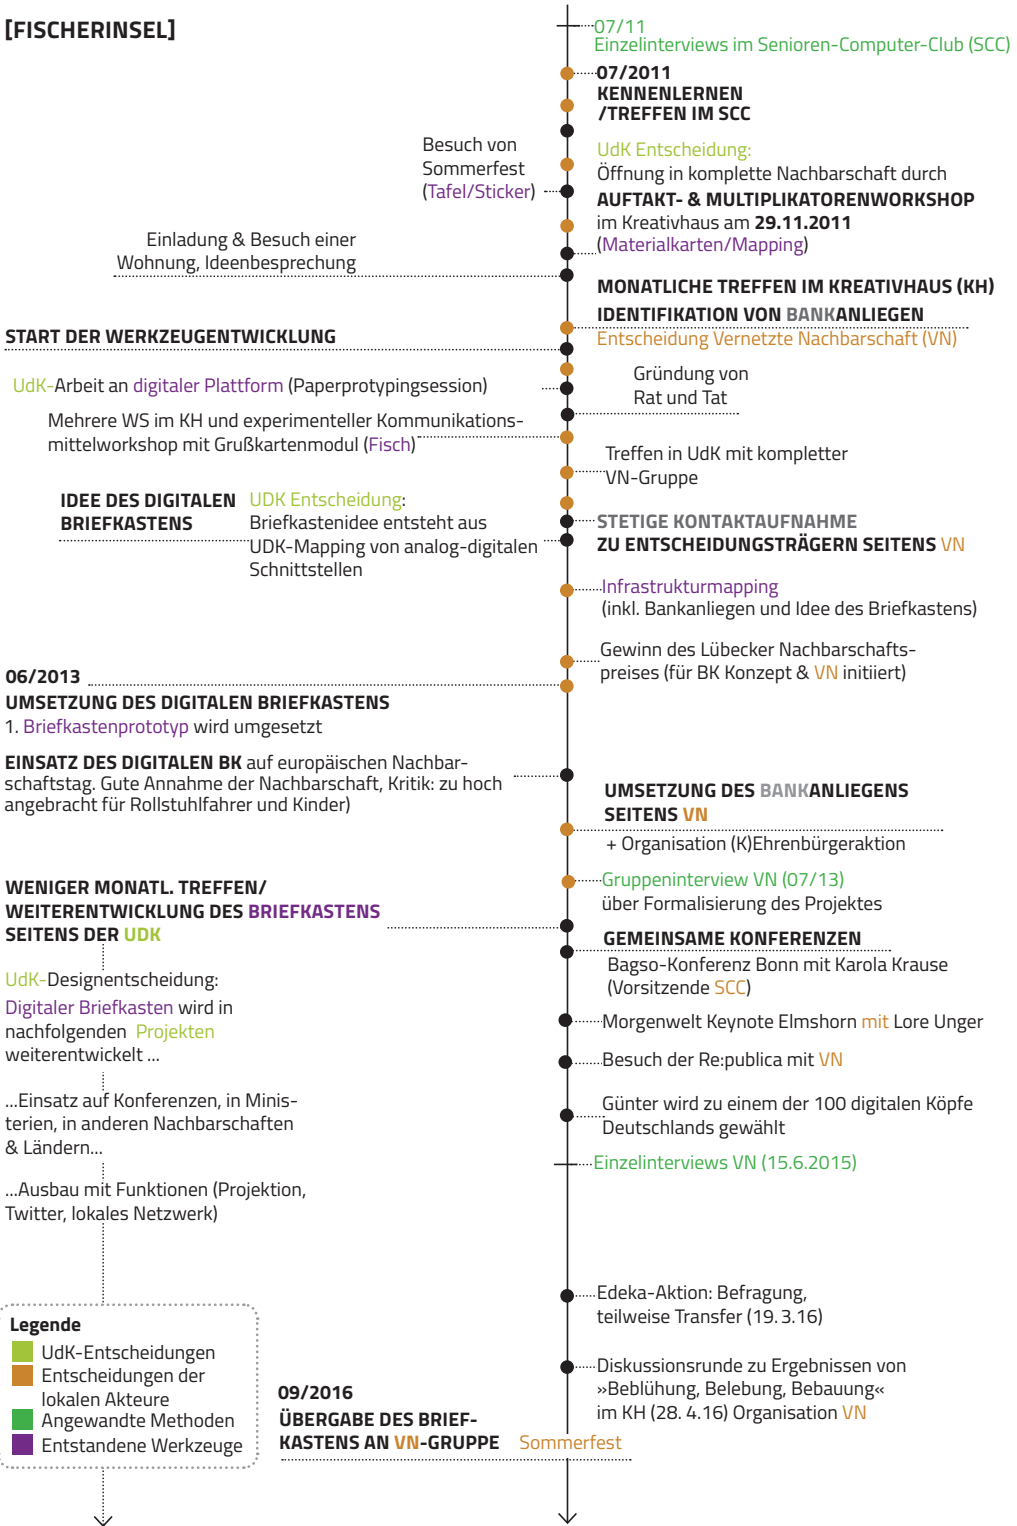 [FISCHERINSEL]
07/11
Einzelinterviews im Senioren-Computer-Club (SCC)
07/2011
KENNENLERNEN
/TREFFEN IM SCC
Besuch von
Sommerfest
(Tafel/Sticker)
UdK Entscheidung:
Öffnung in komplette Nachbarschaft durch
AUFTAKT- & MULTIPLIKATORENWORKSHOP
im Kreativhaus am 29.11.2011
(Materialkarten/Mapping)
Einladung & Besuch einer
Wohnung, Ideenbesprechung
MONATLICHE TREFFEN IM KREATIVHAUS (KH)
IDENTIFIKATION VON BANKANLIEGEN
Entscheidung Vernetzte Nachbarschaft (VN)
START DER WERKZEUGENTWICKLUNG
Gründung von
Rat und Tat
UdK-Arbeit an digitaler Plattform (Paperprotypingsession)
Mehrere WS im KH und experimenteller Kommunikations-
mittelworkshop mit Grußkartenmodul (Fisch)
Treffen in UdK mit kompletter
VN-Gruppe
IDEE DES DIGITALEN
BRIEFKASTENS
UDK Entscheidung:
Briefkastenidee entsteht aus
UDK-Mapping von analog-digitalen
Schnittstellen
STETIGE KONTAKTAUFNAHME
ZU ENTSCHEIDUNGSTRÄGERN SEITENS VN
Infrastrukturmapping
(inkl. Bankanliegen und Idee des Briefkastens)
Gewinn des Lübecker Nachbarschafts-
preises (für BK Konzept & VN initiiert)
06/2013
UMSETZUNG DES DIGITALEN BRIEFKASTENS
1. Briefkastenprototyp wird umgesetzt
EINSATZ DES DIGITALEN BK auf europäischen Nachbar-
schaftstag. Gute Annahme der Nachbarschaft, Kritik: zu hoch
angebracht für Rollstuhlfahrer und Kinder)
UMSETZUNG DES BANKANLIEGENS
SEITENS VN
+ Organisation (K)Ehrenbürgeraktion
Gruppeninterview VN (07/13)
über Formalisierung des Projektes
WENIGER MONATL. TREFFEN/
WEITERENTWICKLUNG DES BRIEFKASTENS
SEITENS DER UDK
GEMEINSAME KONFERENZEN
Bagso-Konferenz Bonn mit Karola Krause
(Vorsitzende SCC)
UdK-Designentscheidung:
Digitaler Briefkasten wird in
nachfolgenden Projekten
weiterentwickelt ...
Morgenwelt Keynote Elmshorn mit Lore Unger
Besuch der Re:publica mit VN
...Einsatz auf Konferenzen, in Minis-
terien, in anderen Nachbarschaften
& Ländern...
Günter wird zu einem der 100 digitalen Köpfe
Deutschlands gewählt
Einzelinterviews VN (15.6.2015)
...Ausbau mit Funktionen (Projektion,
Twitter, lokales Netzwerk)
Edeka-Aktion: Befragung,
teilweise Transfer (19.3.16)
Legende
UdK-Entscheidungen
Entscheidungen der
lokalen Akteure
Angewandte Methoden
Entstandene Werkzeuge
Diskussionsrunde zu Ergebnissen von
»Beblühung, Belebung, Bebauung«
im KH (28. 4.16) Organisation VN
09/2016
ÜBERGABE DES BRIEF-
KASTENS AN VN-GRUPPE Sommerfest